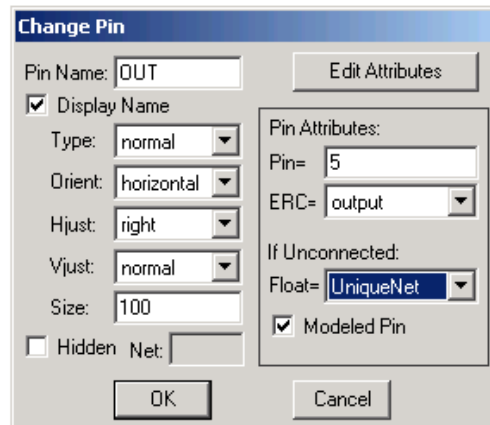 Change Pin
Pin Name: OUT
Edit Attributes
Display Name
Type: normal
Orient: horizontal
Hjust: right
Vjust: normal
Size: 100
Hidden Net:
Pin Attributes:
Pin= 5
ERC= output
If Unconnected:
Float= UniqueNet
Modeled Pin
OK
Cancel